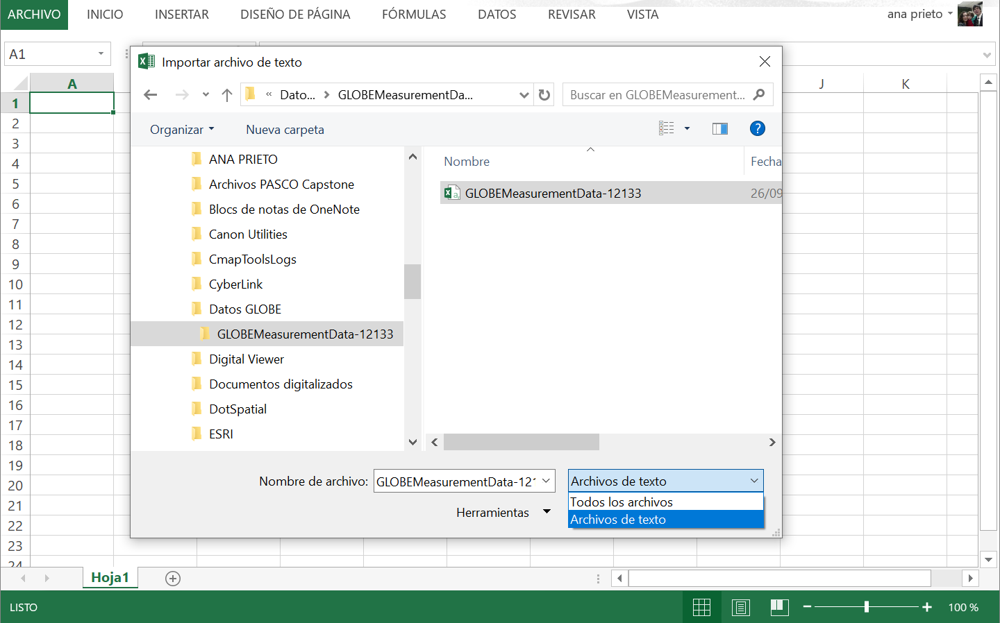 ARCHIVO INICIO INSERTAR DISEÑO DE PÁGINA FÓRMULAS DATOS REVISAR VISTA ana prieto
A1
Importar archivo de texto
« Dato... > GLOBEMeasurementDa... Buscar en GLOBEMeasurement...
Organizar Nueva carpeta ?
Nombre Fecha
GLOBEMeasurementData-12133 26/09
ANA PRIETO
Archivos PASCO Capstone
Blocs de notas de OneNote
Canon Utilities
CmapToolsLogs
CyberLink
Datos GLOBE
GLOBEMeasurementData-12133
Digital Viewer
Documentos digitalizados
DotSpatial
ESRI
Nombre de archivo: GLOBEMeasurementData-121 Archivos de texto
Todos los archivos
Herramientas Archivos de texto
A J K
1
2
3
4
5
6
7
8
9
10
11
12
13
14
15
16
17
18
19
20
21
22
23
24
Hoja1
LISTO 100 %